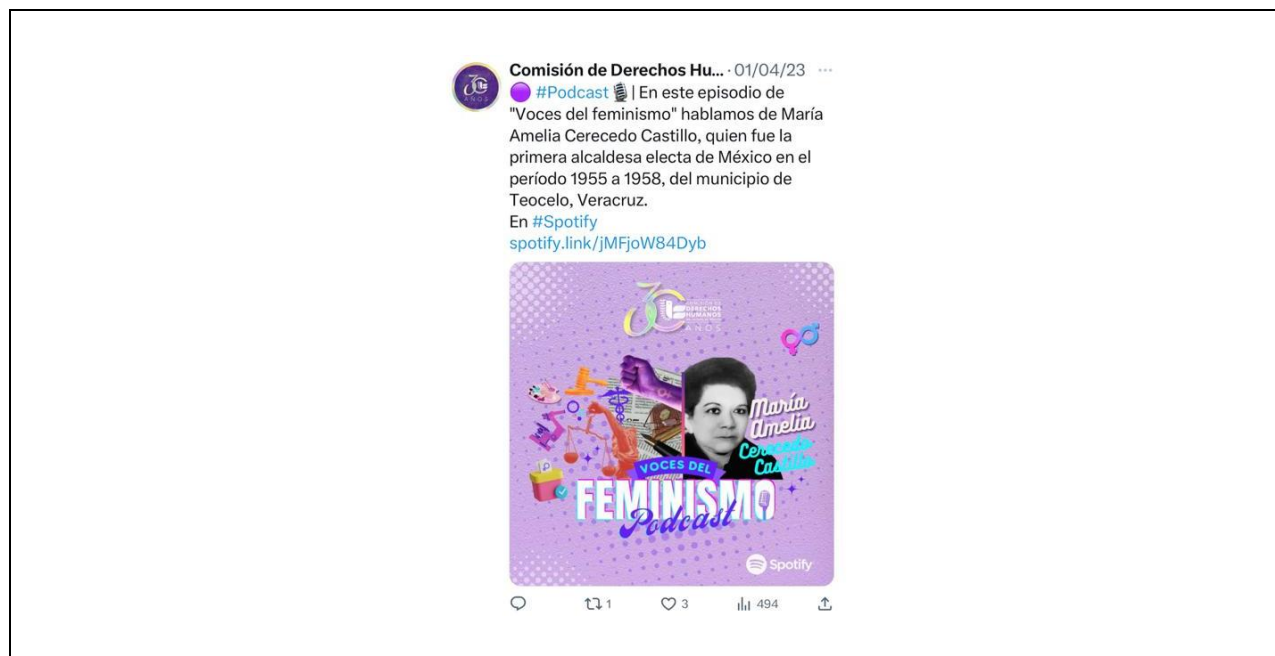 Comisión de Derechos Hu... · 01/04/23 ...
#Podcast | En este episodio de
"Voces del feminismo" hablamos de María
Amelia Cerecedo Castillo, quien fue la
primera alcaldesa electa de México en el
período 1955 a 1958, del municipio de
Teocelo, Veracruz.
En #Spotify
spotify.link/jMFjoW84Dyb
30
DERECHOS
HUMANOS
AÑOS
María
Amelia
Cerecedo
Castillo
VOCES DEL
FEMINISMO
Podcast
Spotify
1 3 494